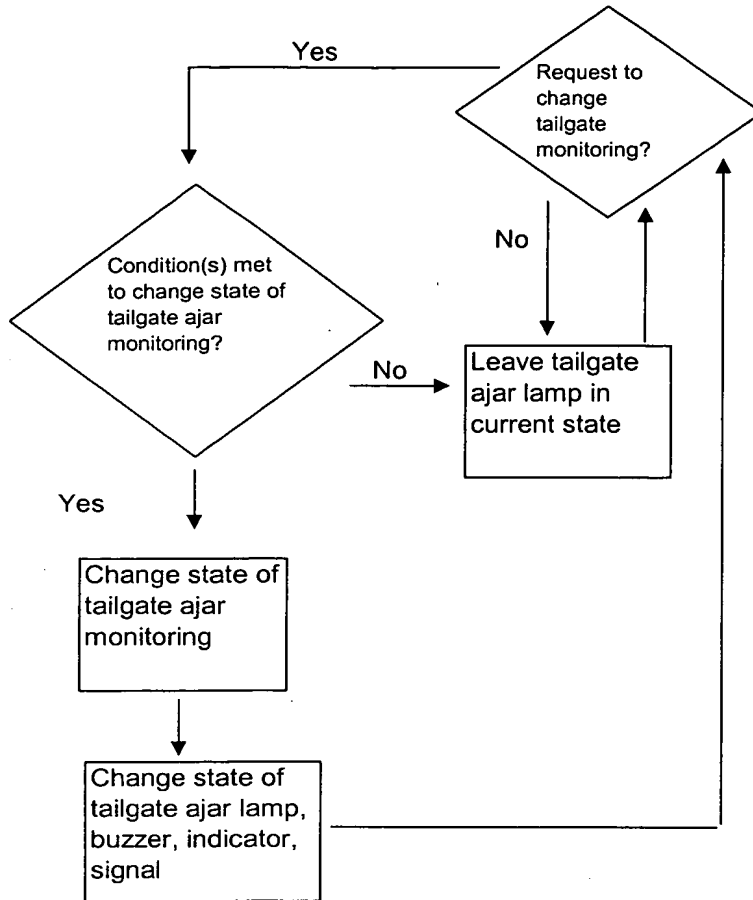 Yes
Request to
change
tailgate
monitoring?
No
Condition(s) met
to change state of
tailgate ajar
monitoring?
No
Leave tailgate
ajar lamp in
current state
Yes
Change state of
tailgate ajar
monitoring
Change state of
tailgate ajar lamp,
buzzer, indicator,
signal